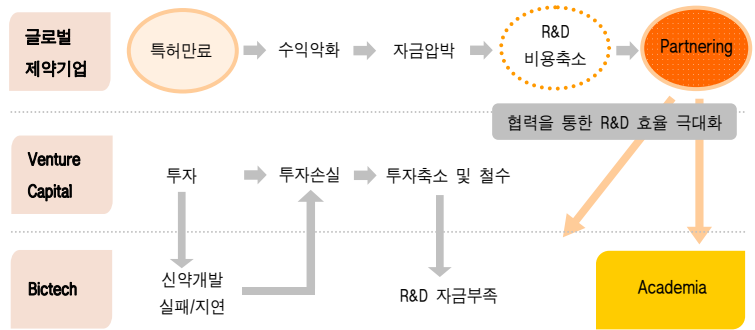 글로벌
제약기업
특허만료
수익악화
자금압박
R&D
비용축소
Partnering
협력을 통한 R&D 효율 극대화
Venture
Capital
투자
투자손실
투자축소 및 철수
Bictech
신약개발
실패/지연
R&D 자금부족
Academia